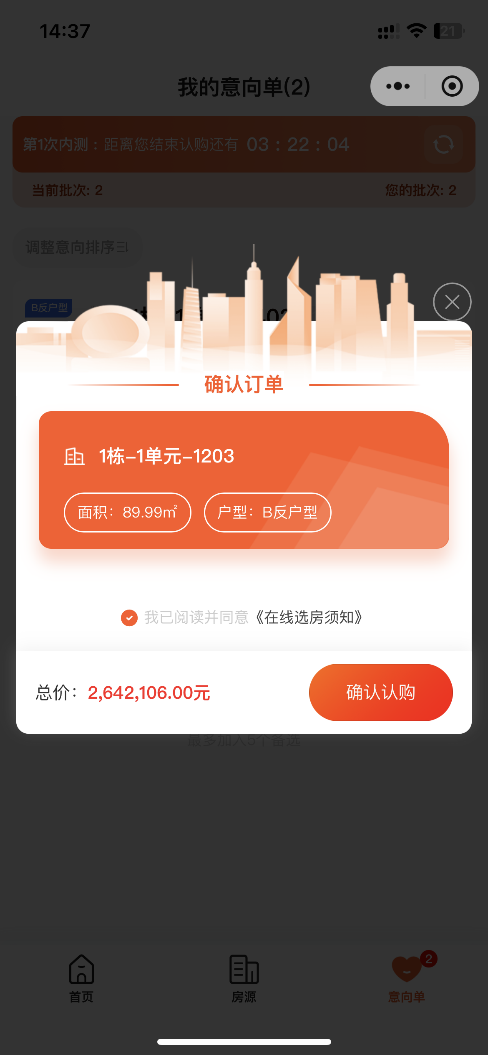 14:37
21
我的意向单(2)
第1次内测：距离您结束认购还有 03 : 22 : 04
当前批次: 2
您的批次: 2
调整意向排序
B反户型
确认订单
1栋-1单元-1203
面积：89.99㎡
户型：B反户型
我已阅读并同意《在线选房须知》
总价：2,642,106.00元
确认认购
首页
房源
2
意向单